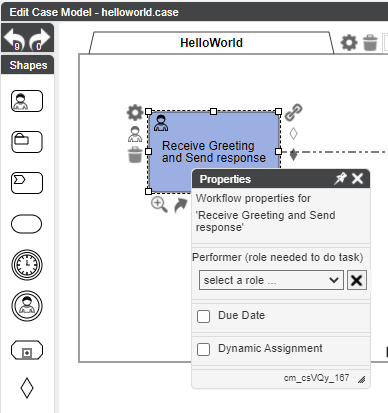 Edit Case Model - helloworld.case
9 0
Shapes
HelloWorld
Receive Greeting
and Send response
Properties
Workflow properties for
'Receive Greeting and Send
response'
Performer (role needed to do task)
select a role ...
Due Date
Dynamic Assignment
cm_csVQy_167